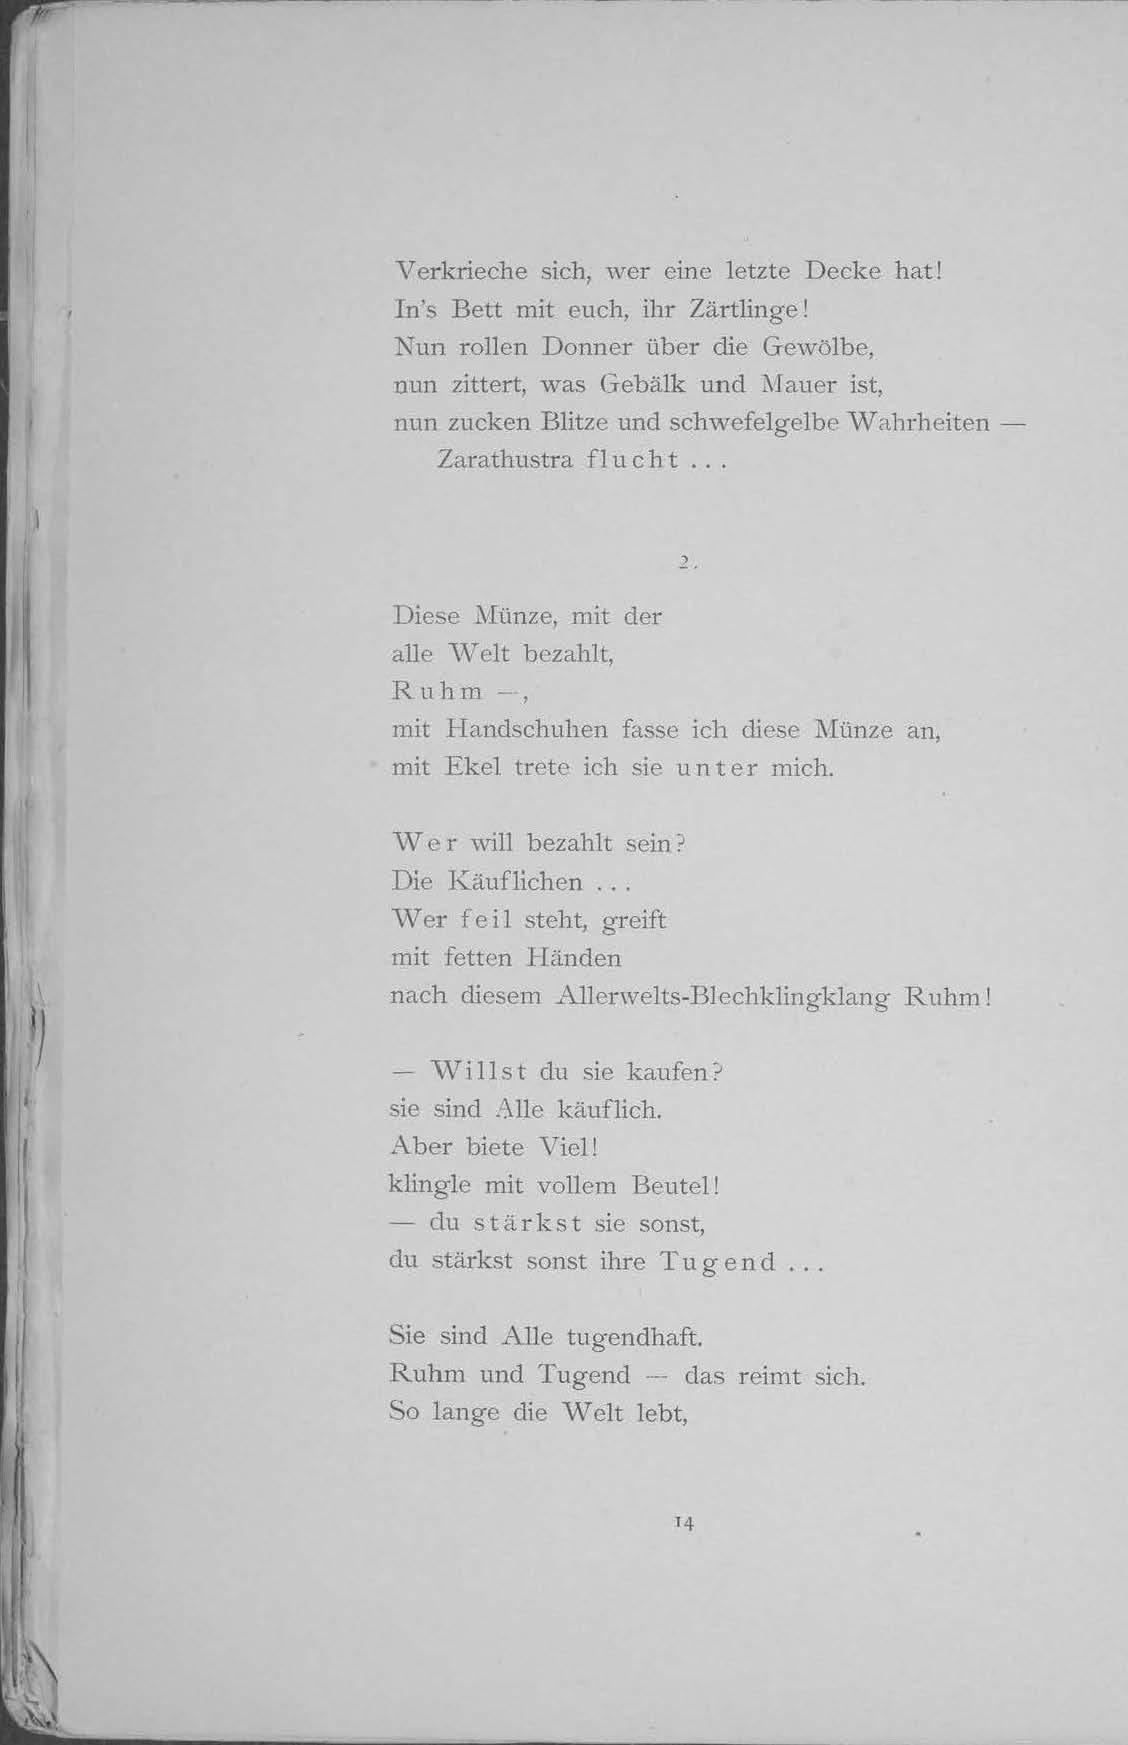 Verkrieche sich, wer eine letzte Decke hat!
In's Bett mit euch, ihr Zärtlinge!
Nun rollen Donner über die Gewölbe,
nun zittert, was Gebälk und Mauer ist,
nun zucken Blitze und schwefelgelbe Wahrheiten —
Zarathustra flucht . . .
2.
Diese Münze, mit der
alle Welt bezahlt,
Ruhm —,
mit Handschuhen fasse ich diese Münze an,
mit Ekel trete ich sie unter mich.
Wer will bezahlt sein?
Die Käuflichen . . .
Wer feil steht, greift
mit fetten Händen
nach diesem Allerwelts-Blechklingklang Ruhm!
— Willst du sie kaufen?
sie sind Alle käuflich.
Aber biete Viel!
klingle mit vollem Beutel!
— du stärkst sie sonst,
du stärkst sonst ihre Tugend . . .
Sie sind Alle tugendhaft.
Ruhm und Tugend — das reimt sich.
So lange die Welt lebt,
14